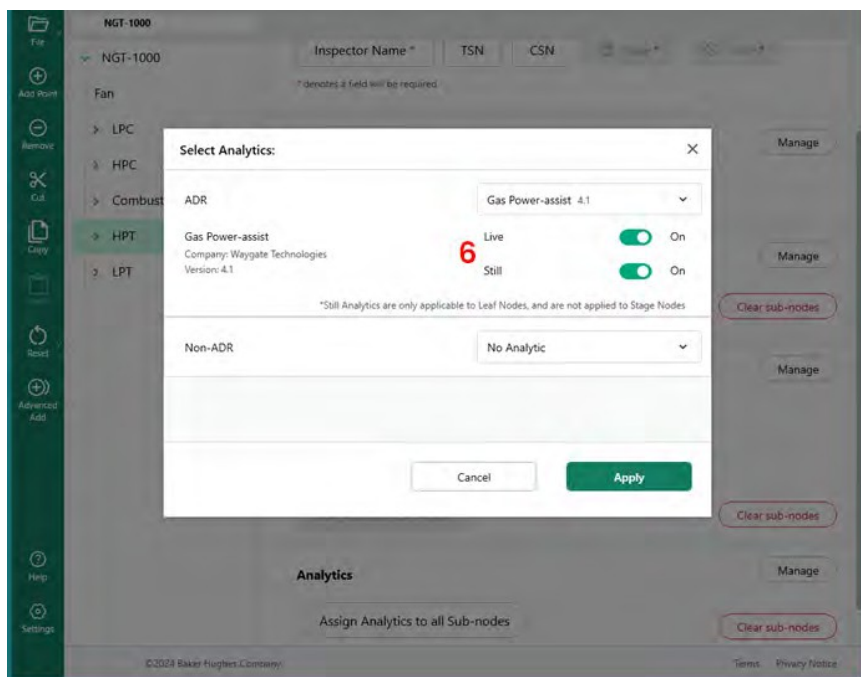 NGT-1000
For
Add Point
Remove
Cut
Copy
Reset
Advanced
Add
Help
Settings
NGT-1000
Fan
LPC
HPC
Combust
HPT
LPT
Inspector Name *
TSN
CSN
* denotes a field will be required.
Manage
Select Analytics:
ADR
Gas Power-assist 4.1
Gas Power-assist
Company: Waygate Technologies
Version: 4.1
6
Live
On
Still
On
*Still Analytics are only applicable to Leaf Nodes, and are not applied to Stage Nodes
Non-ADR
No Analytic
Cancel
Apply
Manage
Clear sub-nodes
Manage
Clear sub-nodes
Analytics
Manage
Assign Analytics to all Sub-nodes
Clear sub-nodes
©2024 Baker Hughes Company.
Terms
Privacy Notice